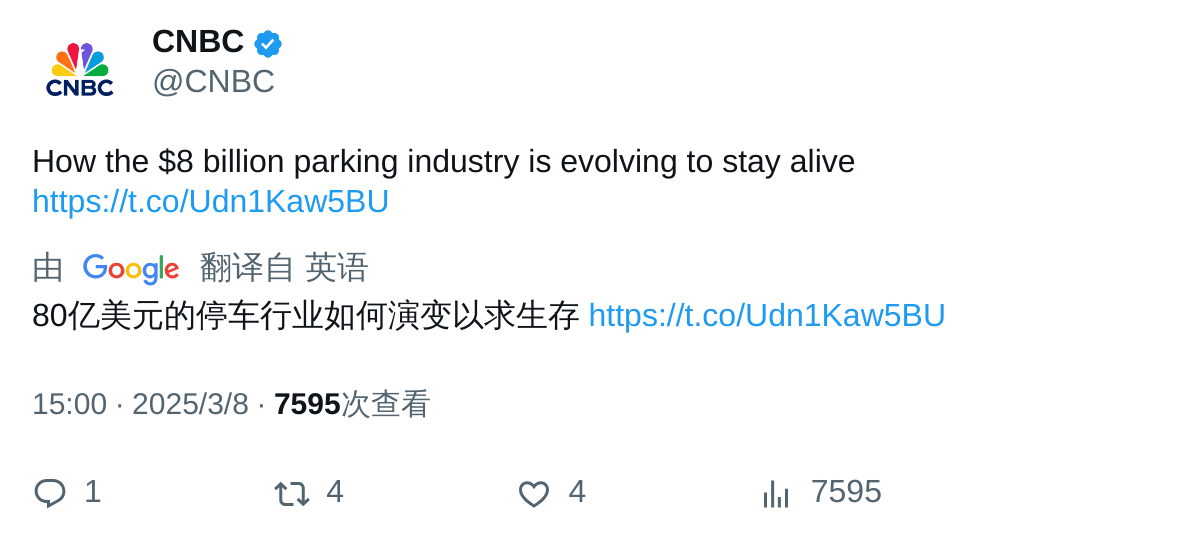 CNBC
CNBC
@CNBC
How the $8 billion parking industry is evolving to stay alive
https://t.co/Udn1Kaw5BU
由 Google 翻译自 英语
80亿美元的停车行业如何演变以求生存 https://t.co/Udn1Kaw5BU
15:00 · 2025/3/8 · 7595次查看
1 4 4 7595